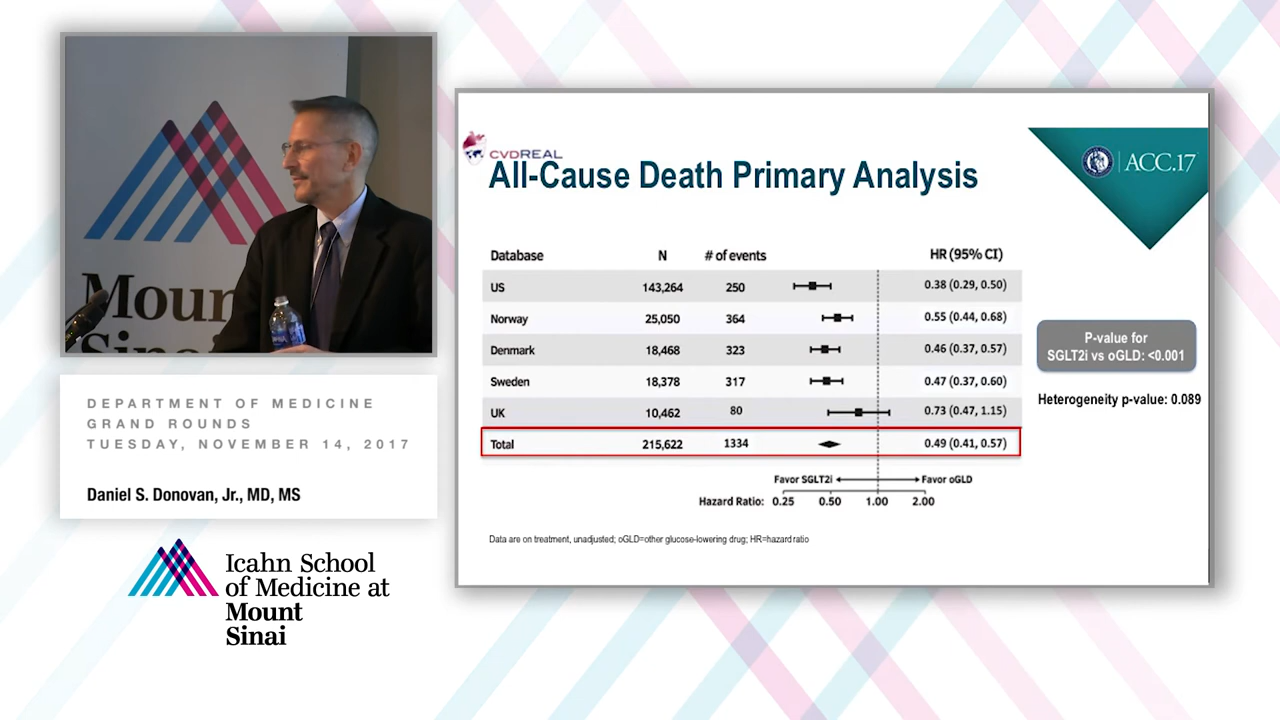 Mount
Sinai
DEPARTMENT OF MEDICINE
GRAND ROUNDS
TUESDAY, NOVEMBER 14, 2017
Daniel S. Donovan, Jr., MD, MS
Icahn School
of Medicine at
Mount
Sinai
CVDREAL
All-Cause Death Primary Analysis
ACC.17
Database N # of events HR (95% CI)
US 143,264 250 0.38 (0.29, 0.50)
Norway 25,050 364 0.55 (0.44, 0.68)
Denmark 18,468 323 0.46 (0.37, 0.57)
Sweden 18,378 317 0.47 (0.37, 0.60)
UK 10,462 80 0.73 (0.47, 1.15)
Total 215,622 1334 0.49 (0.41, 0.57)
Favor SGLT2i Favor oGLD
Hazard Ratio: 0.25 0.50 1.00 2.00
P-value for
SGLT2i vs oGLD: <0.001
Heterogeneity p-value: 0.089
Data are on treatment, unadjusted; oGLD=other glucose-lowering drug; HR=hazard ratio